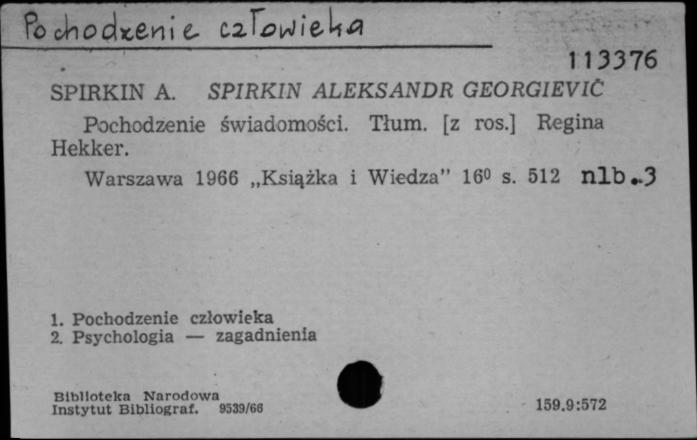 Pochodzenie człowieka
113376
SPIRKIN A. SPIRKIN ALEKSANDR GEORGIEVIČ
Pochodzenie świadomości. Tłum. [z ros.] Regina
Hekker.
Warszawa 1966 „Książka i Wiedza" 16⁰ s. 512 nlb.3
1. Pochodzenie człowieka
2. Psychologia — zagadnienia
Biblioteka Narodowa
Instytut Bibliograf. 9539/66
159.9:572